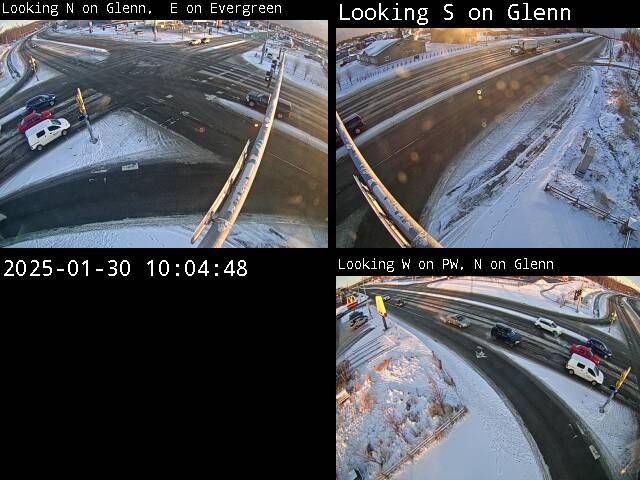 Looking N on Glenn,  E on Evergreen
Looking S on Glenn
2025-01-30 10:04:48
Looking W on PW, N on Glenn